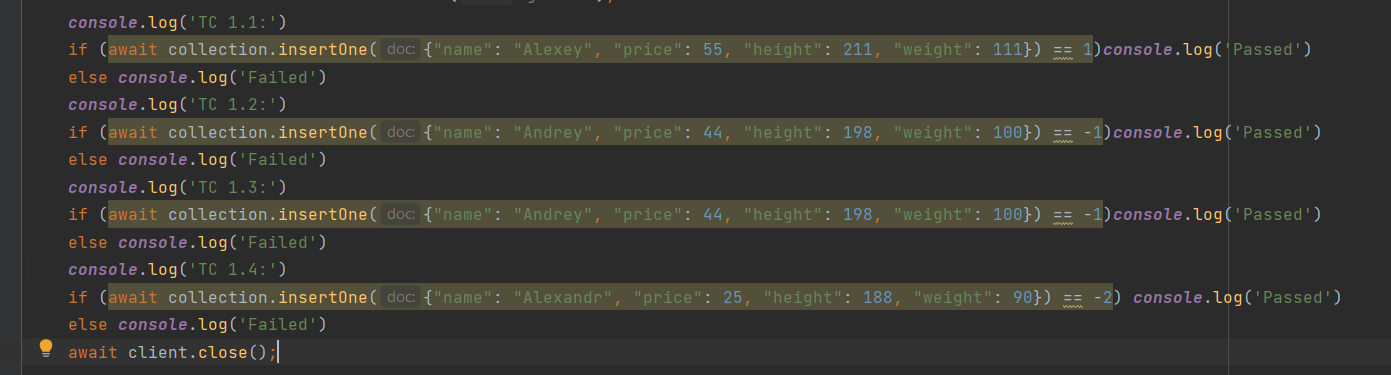 console.log('TC 1.1:')
if (await collection.insertOne( doc: {"name": "Alexey", "price": 55, "height": 211, "weight": 111}) == 1)console.log('Passed')
else console.log('Failed')
console.log('TC 1.2:')
if (await collection.insertOne( doc: {"name": "Andrey", "price": 44, "height": 198, "weight": 100}) == -1)console.log('Passed')
else console.log('Failed')
console.log('TC 1.3:')
if (await collection.insertOne( doc: {"name": "Andrey", "price": 44, "height": 198, "weight": 100}) == -1)console.log('Passed')
else console.log('Failed')
console.log('TC 1.4:')
if (await collection.insertOne( doc: {"name": "Alexandr", "price": 25, "height": 188, "weight": 90}) == -2) console.log('Passed')
else console.log('Failed')
await client.close();